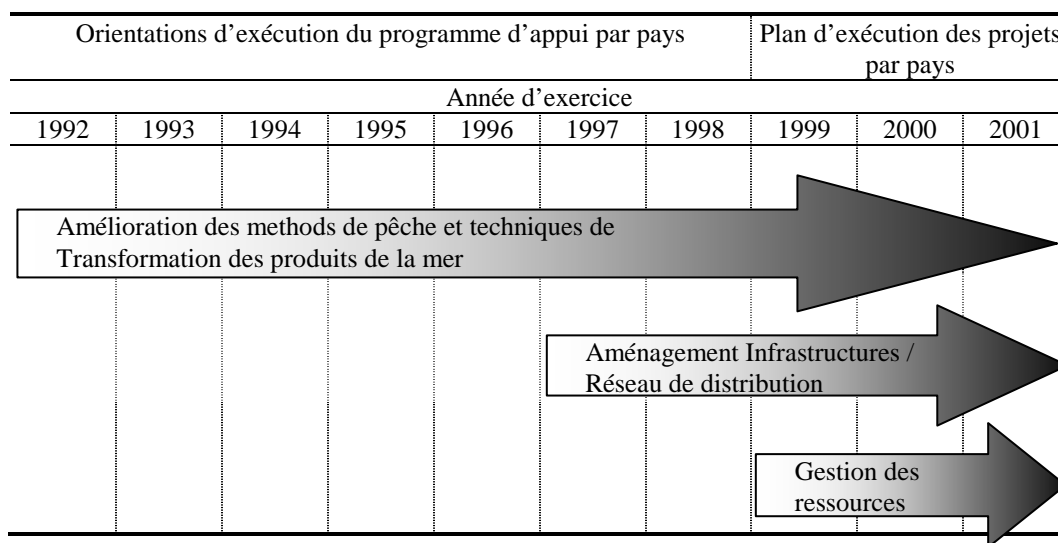 Orientations d’exécution du programme d’appui par pays
Plan d’exécution des projets
par pays
Année d’exercice
1992 1993 1994 1995 1996 1997 1998 1999 2000 2001
Amélioration des methods de pêche et techniques de
Transformation des produits de la mer
Aménagement Infrastructures /
Réseau de distribution
Gestion des
ressources